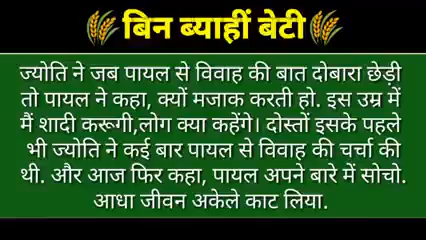 बिन ब्याहीं बेटी
ज्योति ने जब पायल से विवाह की बात दोबारा छेड़ी
तो पायल ने कहा, क्यों मजाक करती हो. इस उम्र में
मैं शादी करूगी,लोग क्या कहेंगे। दोस्तों इसके पहले
भी ज्योति ने कई बार पायल से विवाह की चर्चा की
थी. और आज फिर कहा, पायल अपने बारे में सोचो.
आधा जीवन अकेले काट लिया.